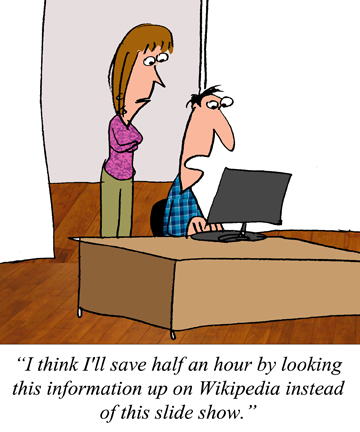 “I think I'll save half an hour by looking
this information up on Wikipedia instead
of this slide show.”